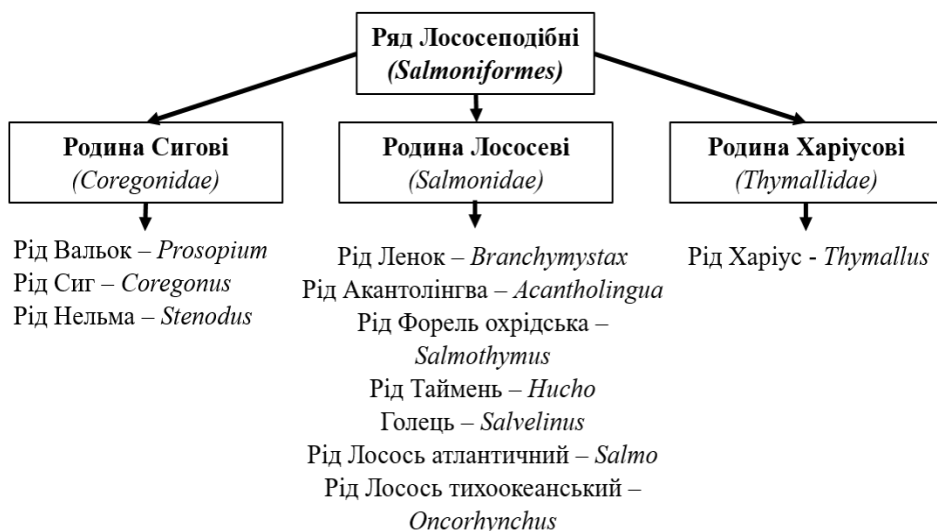 Ряд Лососеподібні
(Salmoniformes)
Родина Сигові
(Coregonidae)
Рід Вальок – Prosopium
Рід Сиг – Coregonus
Рід Нельма – Stenodus
Родина Лососеві
(Salmonidae)
Рід Ленок – Branchymystax
Рід Акантолінгва – Acantholingua
Рід Форель охрідська –
Salmothymus
Рід Таймень – Hucho
Голець – Salvelinus
Рід Лосось атлантичний – Salmo
Рід Лосось тихоокеанський –
Oncorhynchus
Родина Харіусові
(Thymallidae)
Рід Харіус - Thymallus